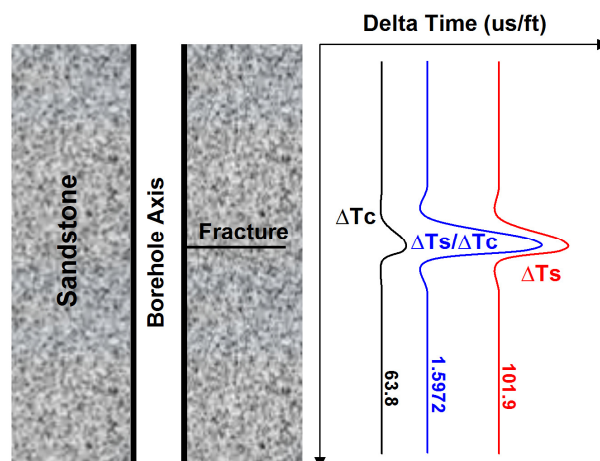 Delta Time (us/ft)
Sandstone
Borehole Axis
Fracture
ΔTc
ΔTs/ΔTc
ΔTs
63.8
1.5972
101.9